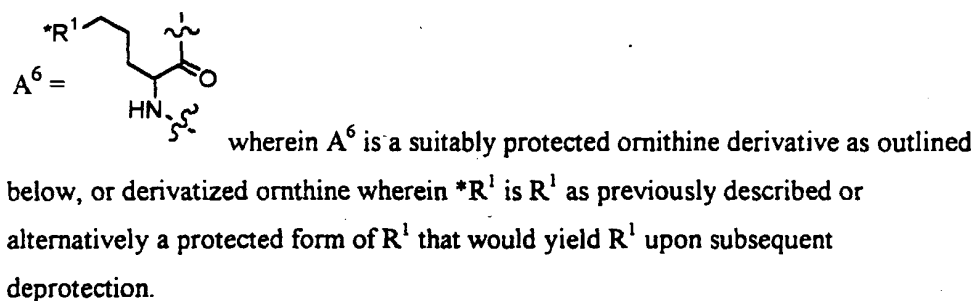 *R¹
A⁶ =
O
HN
wherein A⁶ is a suitably protected ornithine derivative as outlined
below, or derivatized ornthine wherein *R¹ is R¹ as previously described or
alternatively a protected form of R¹ that would yield R¹ upon subsequent
deprotection.